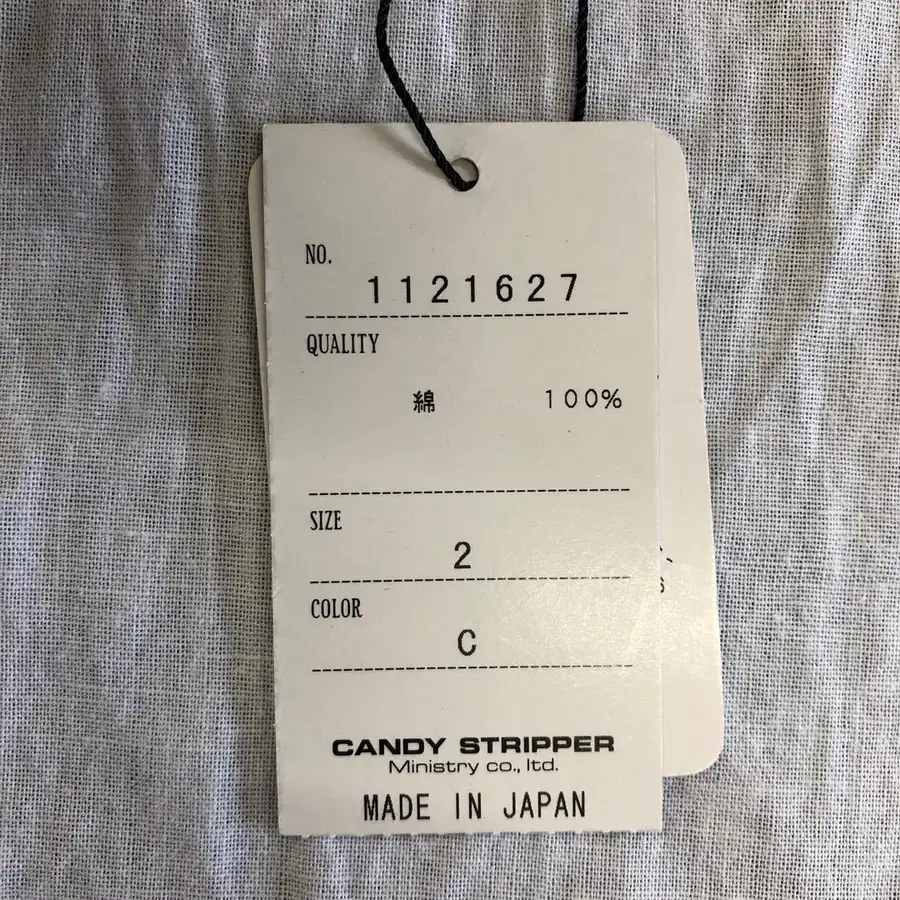 NO.
1121627
QUALITY
綿 100%
SIZE
2
COLOR
C
CANDY STRIPPER
Ministry co., ltd.
MADE IN JAPAN